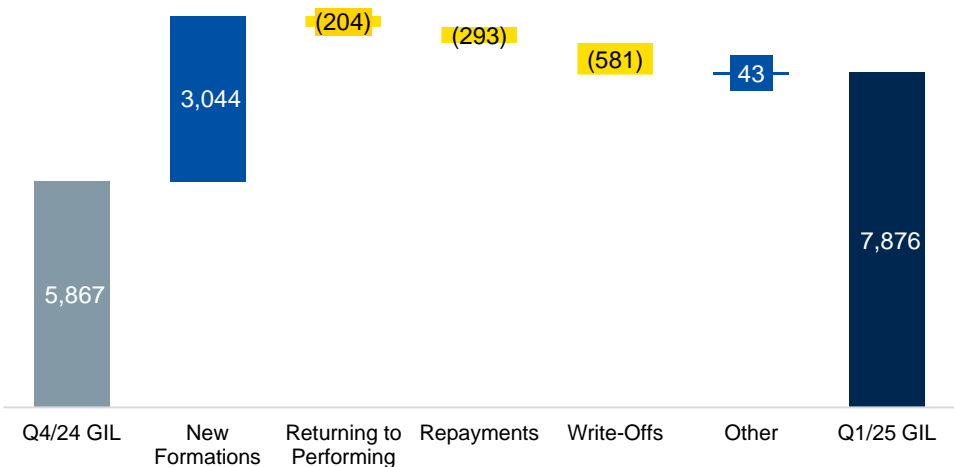 (204)
(293)
(581)
43
3,044
7,876
5,867
Q4/24 GIL
New
Formations
Returning to
Performing
Repayments
Write-Offs
Other
Q1/25 GIL